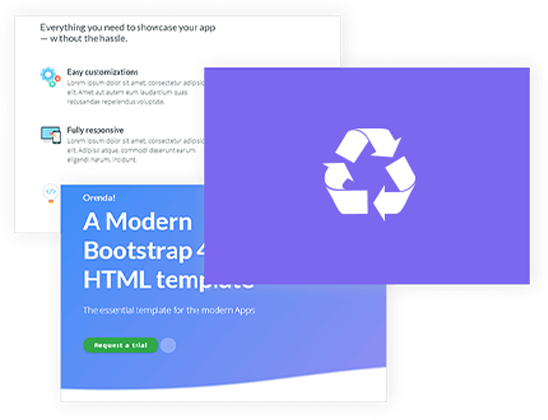 Everything you need to showcase your app
— without the hassle.
Easy customizations
Lorem ipsum dolor sit amet, consectetur adipisci
elit. Amet aut autem eum laudantium quas
recusandae repellendus voluptate.
Fully responsive
Lorem ipsum dolor sit amet, consectetur adipisci
elit. Adipisi atque, commodi deserunt earum
eligendi harum, incidunt.
</>
Orenda!
A Modern
Bootstrap 4
HTML template
The essential template for the modern Apps
Request a trial